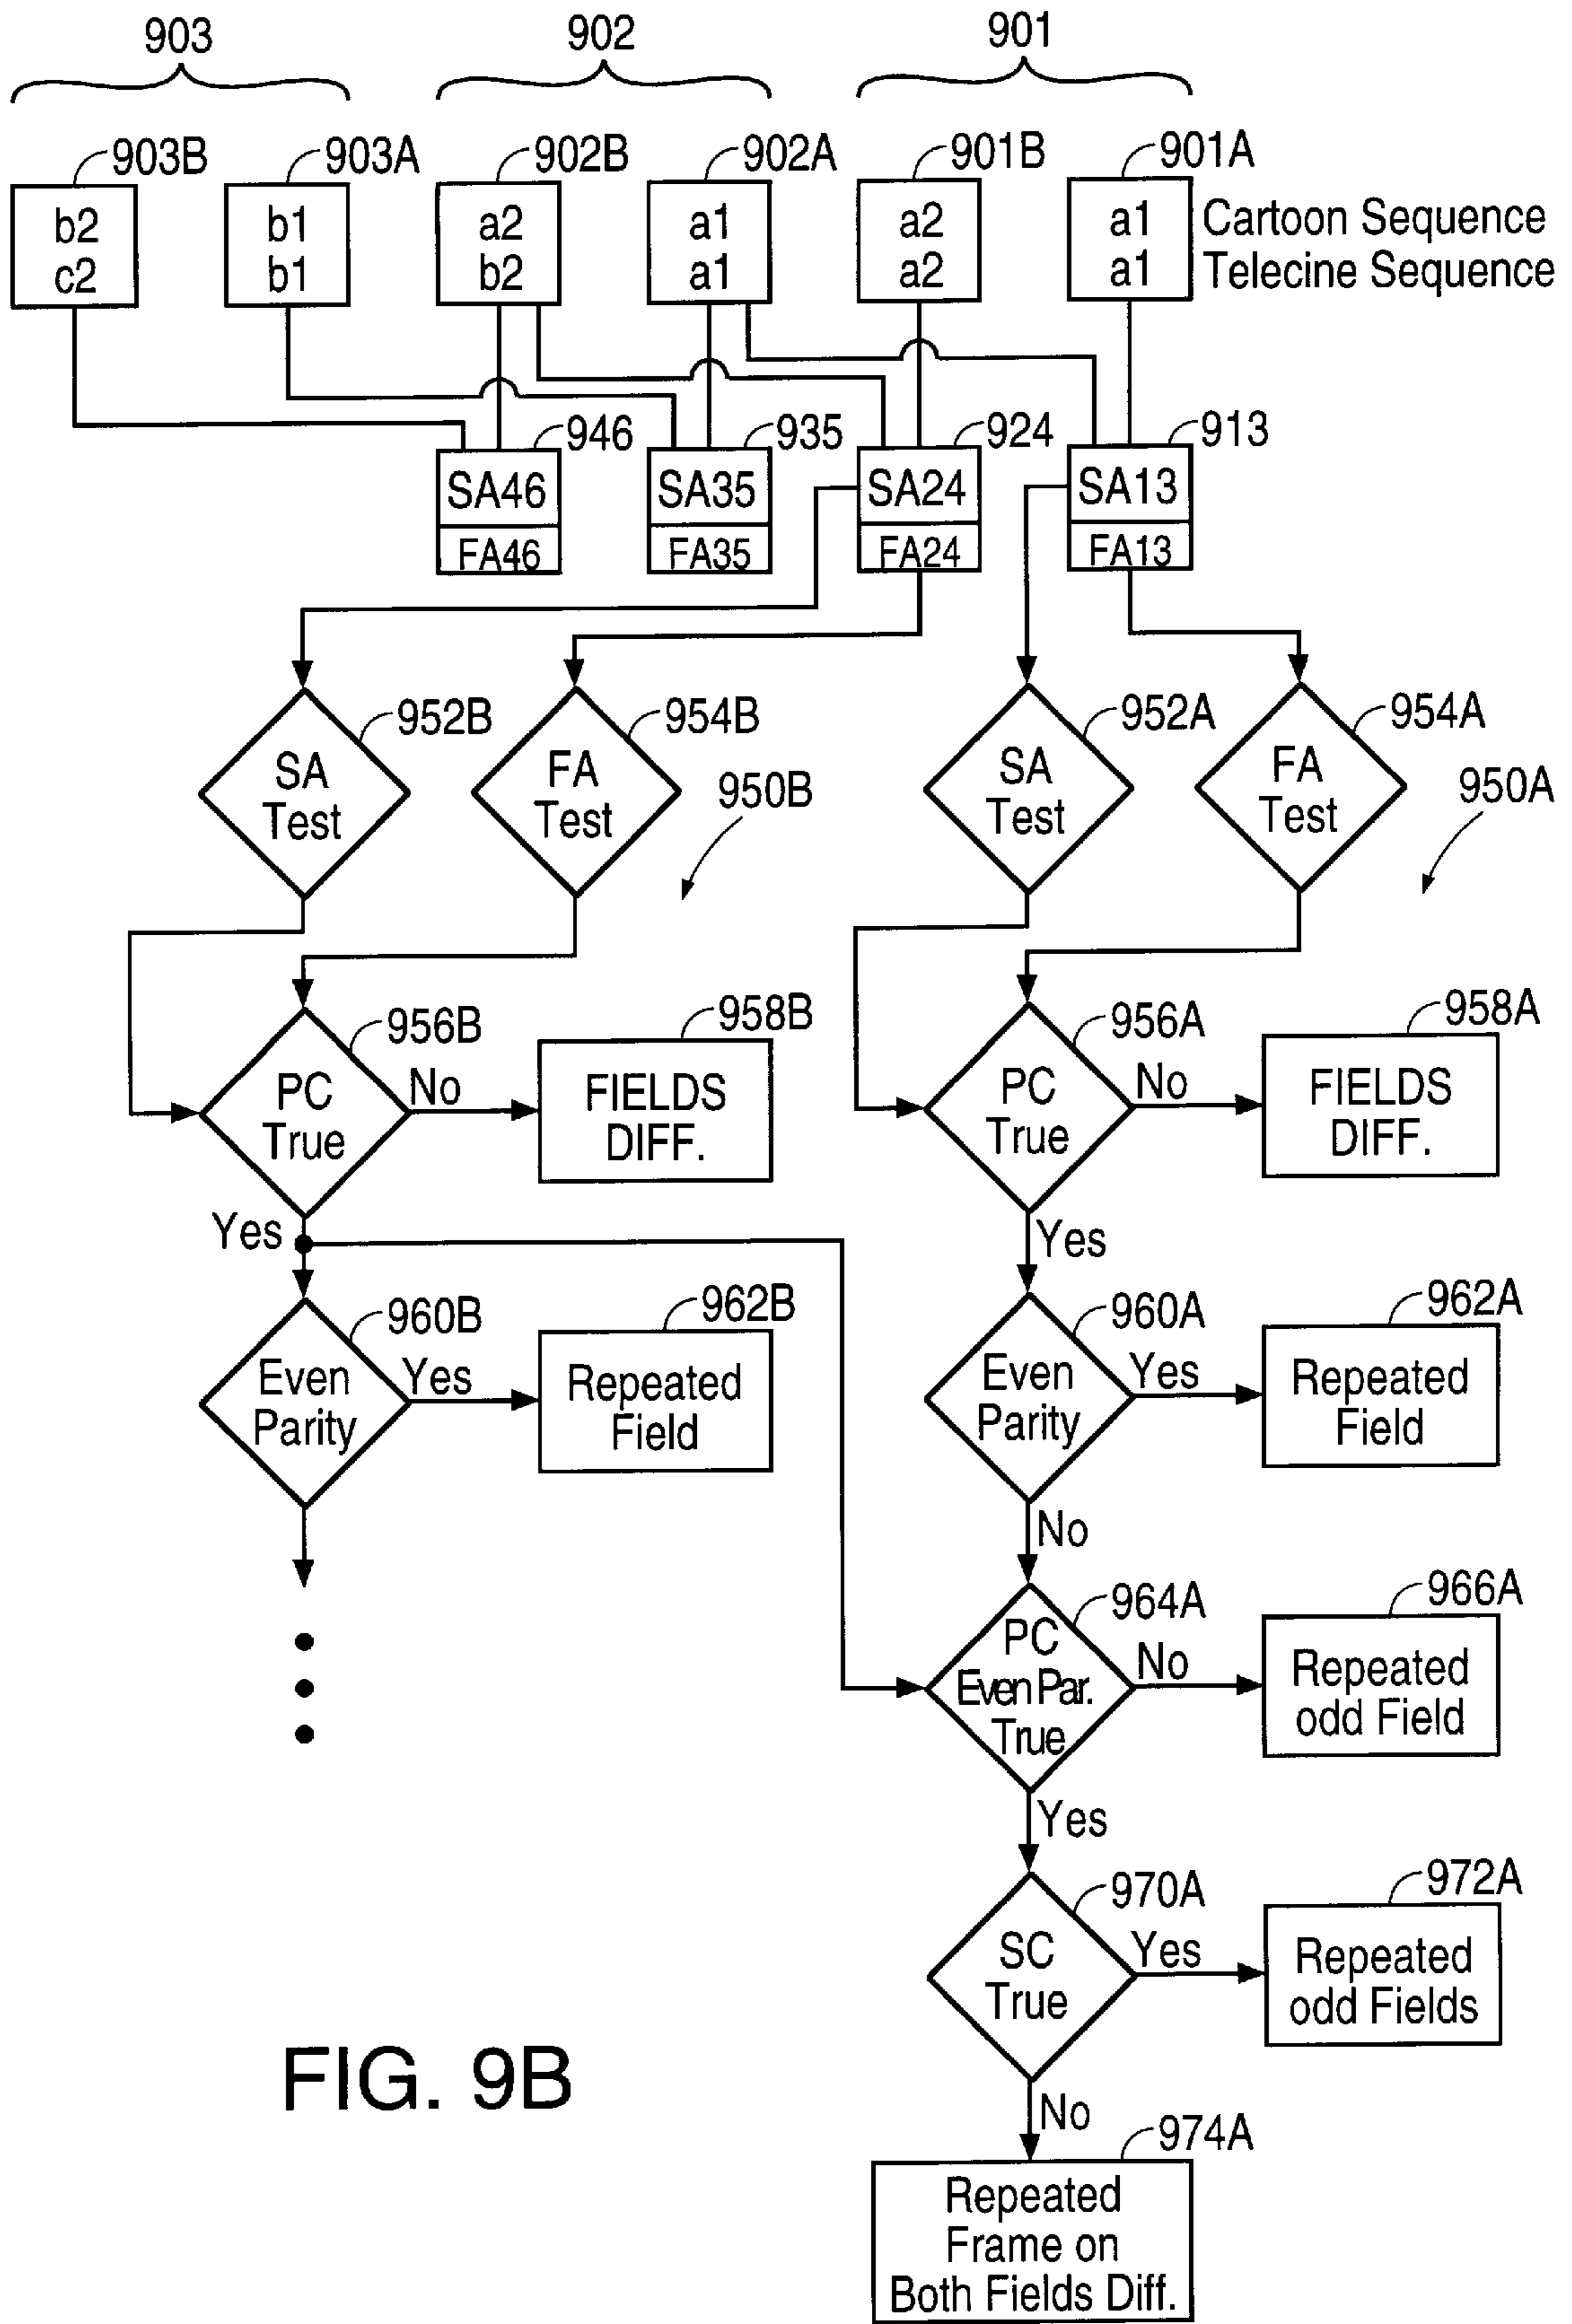 903
902
901
903B
903A
902B
902A
901B
901A
b2
c2
b1
b1
a2
b2
a1
a1
a2
a2
a1
a1
Cartoon Sequence
Telecine Sequence
946
935
924
913
SA46
FA46
SA35
FA35
SA24
FA24
SA13
FA13
952B
954B
952A
954A
SA
Test
FA
Test
950B
SA
Test
FA
Test
950A
956B
958B
956A
958A
PC
True
No
FIELDS
DIFF.
PC
True
No
FIELDS
DIFF.
Yes
Yes
960B
962B
960A
962A
Even
Parity
Yes
Repeated
Field
Even
Parity
Yes
Repeated
Field
No
964A
966A
PC
Even Par.
True
No
Repeated
odd Field
Yes
970A
972A
SC
True
Yes
Repeated
odd Fields
No
974A
Repeated
Frame on
Both Fields Diff.
FIG. 9B